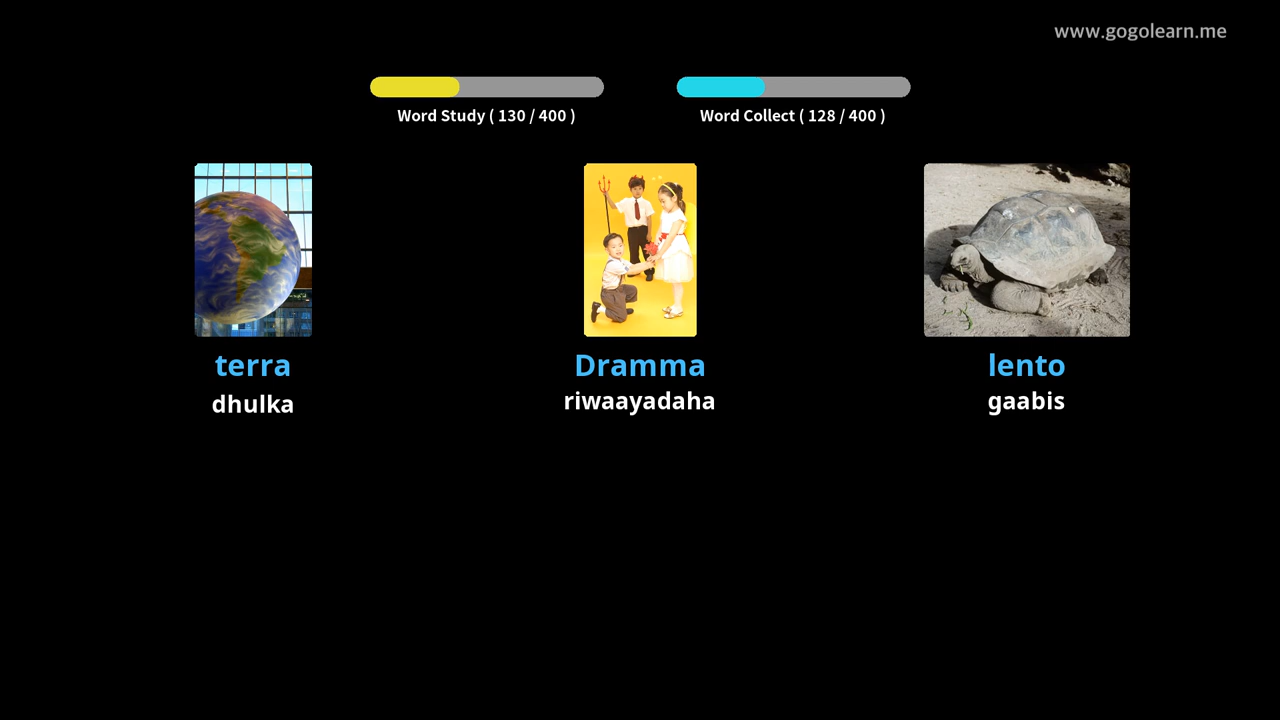 www.gogolearn.me
Word Study ( 130 / 400 )
Word Collect ( 128 / 400 )
terra
dhulka
Dramma
riwaayadaha
lento
gaabis